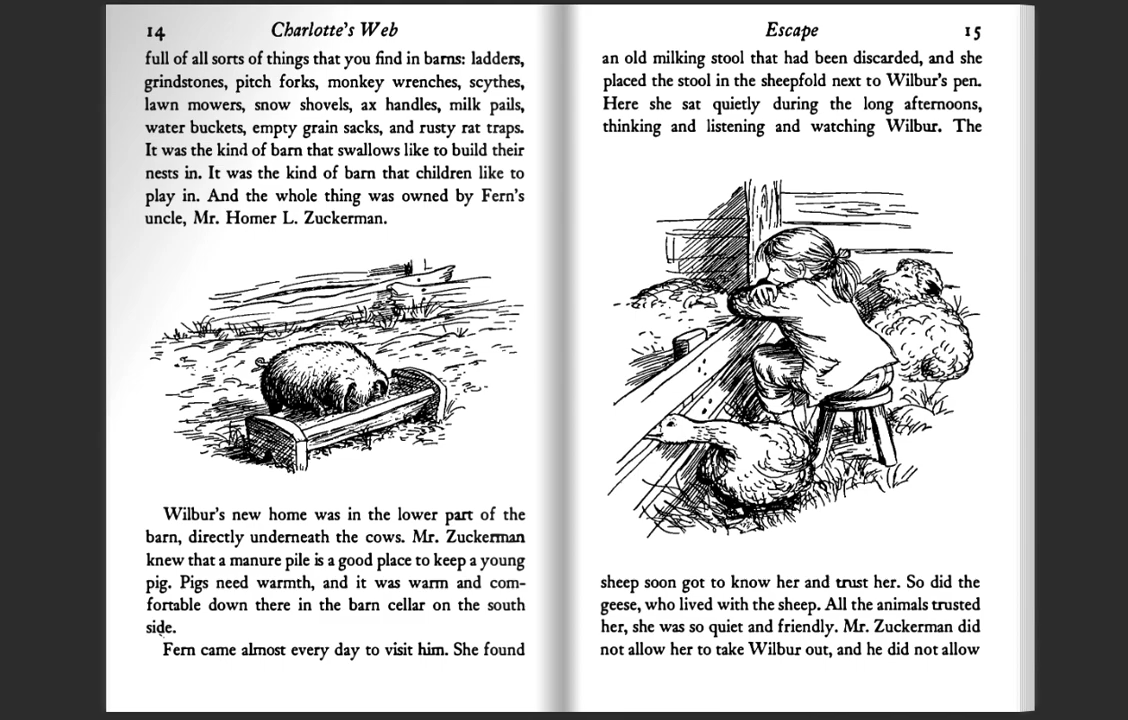 14
Charlotte's Web
full of all sorts of things that you find in barns: ladders,
grindstones, pitch forks, monkey wrenches, scythes,
lawn mowers, snow shovels, ax handles, milk pails,
water buckets, empty grain sacks, and rusty rat traps.
It was the kind of barn that swallows like to build their
nests in. It was the kind of barn that children like to
play in. And the whole thing was owned by Fern's
uncle, Mr. Homer L. Zuckerman.
Wilbur's new home was in the lower part of the
barn, directly underneath the cows. Mr. Zuckerman
knew that a manure pile is a good place to keep a young
pig. Pigs need warmth, and it was warm and com-
fortable down there in the barn cellar on the south
side.
Fern came almost every day to visit him. She found
Escape
15
an old milking stool that had been discarded, and she
placed the stool in the sheepfold next to Wilbur's pen.
Here she sat quietly during the long afternoons,
thinking and listening and watching Wilbur. The
sheep soon got to know her and trust her. So did the
geese, who lived with the sheep. All the animals trusted
her, she was so quiet and friendly. Mr. Zuckerman did
not allow her to take Wilbur out, and he did not allow